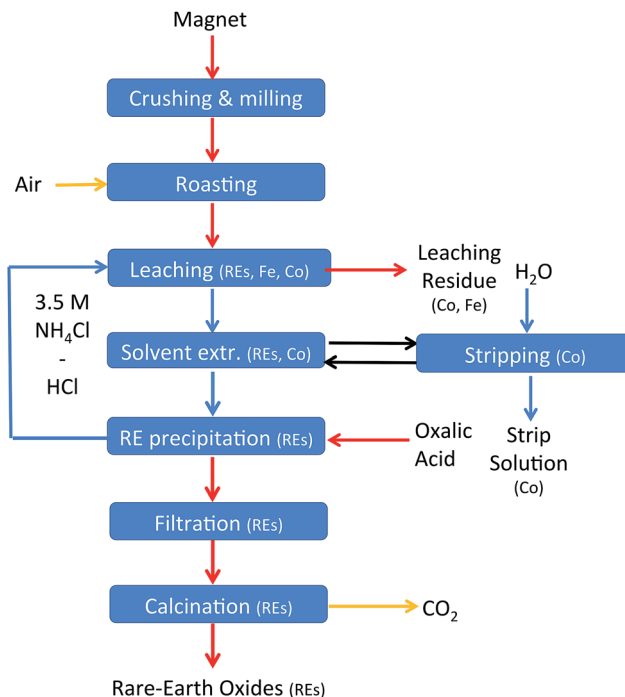 Magnet
Crushing & milling
Air
Roasting
Leaching (REs, Fe, Co)
Leaching
Residue
(Co, Fe)
H₂O
3.5 M
NH₄Cl
-
HCl
Solvent extr. (REs, Co)
Stripping (Co)
RE precipitation (REs)
Oxalic
Acid
Strip
Solution
(Co)
Filtration (REs)
Calcination (REs)
CO₂
Rare-Earth Oxides (REs)